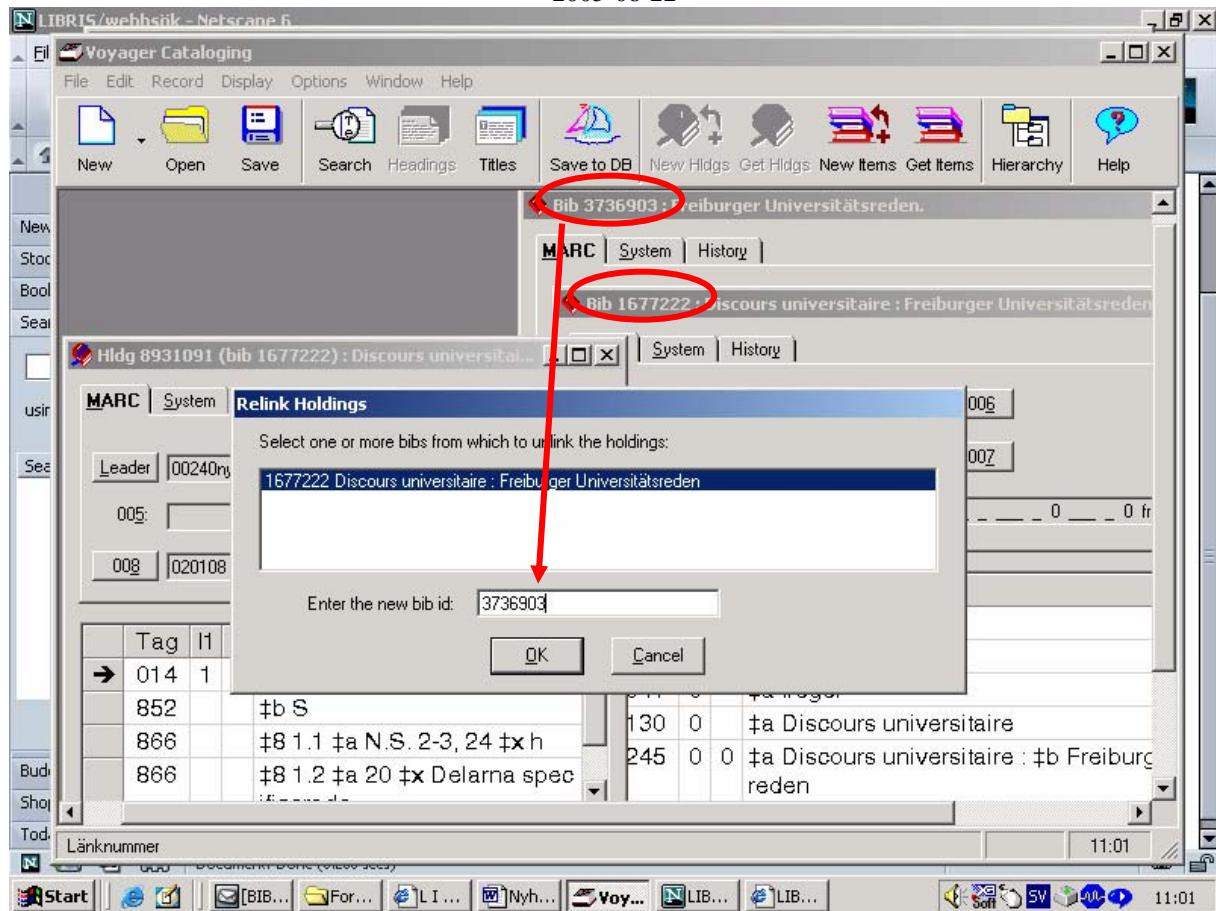 LIBRIS/webbsök - Netscape 6
Voyager Cataloging
File Edit Record Display Options Window Help
New Open Save Search Headings Titles Save to DB New Hldgs Get Hldgs New Items Get Items Hierarchy Help
Bib 3736903 : Freiburger Universitätsreden.
MARC System History
Bib 1677222 : Discours universitaire : Freiburger Universitätsreden
System History
Hldg 8931091 (bib 1677222) : Discours universitai...
MARC System
Relink Holdings
006
Select one or more bibs from which to unlink the holdings:
007
Leader 00240ny
1677222 Discours universitaire : Freiburger Universitätsreden
005:
0 0 fr
008 020108
Enter the new bib id: 3736903
OK Cancel
Tag I1
014 1
852 ‡b S
130 0 ‡a Discours universitaire
866 ‡8 1.1 ‡a N.S. 2-3, 24 ‡x h
245 0 0 ‡a Discours universitaire : ‡b Freiburg
reden
866 ‡8 1.2 ‡a 20 ‡x Delarna spec
Länknummer 11:01
Start [BIB... For... L I ... Nyh... Voy... LIB... LIB... SV 11:01